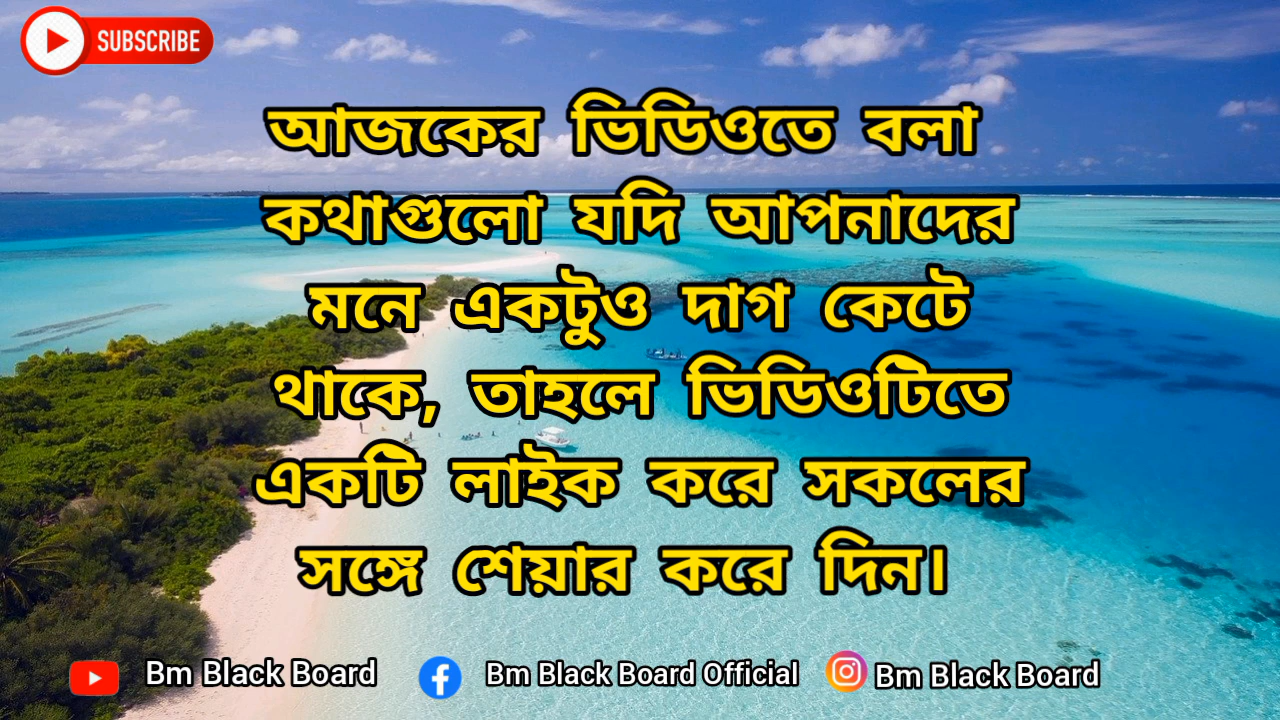 SUBSCRIBE
আজকের ভিডিওতে বলা
কথাগুলো যদি আপনাদের
মনে একটুও দাগ কেটে
থাকে, তাহলে ভিডিওটিতে
একটি লাইক করে সকলের
সঙ্গে শেয়ার করে দিন।
Bm Black Board
Bm Black Board Official
Bm Black Board